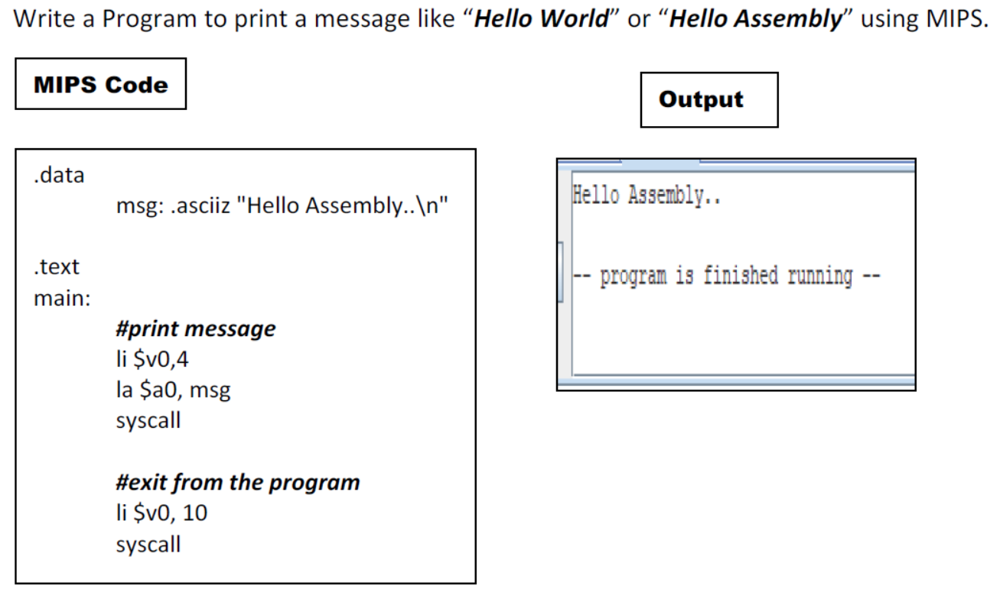 Write a Program to print a message like “Hello World” or “Hello Assembly” using MIPS.
MIPS Code
.data
msg: .asciiz "Hello Assembly..\n"
.text
main:
#print message
li $v0,4
la $a0, msg
syscall
#exit from the program
li $v0, 10
syscall
Output
Hello Assembly..
-- program is finished running --